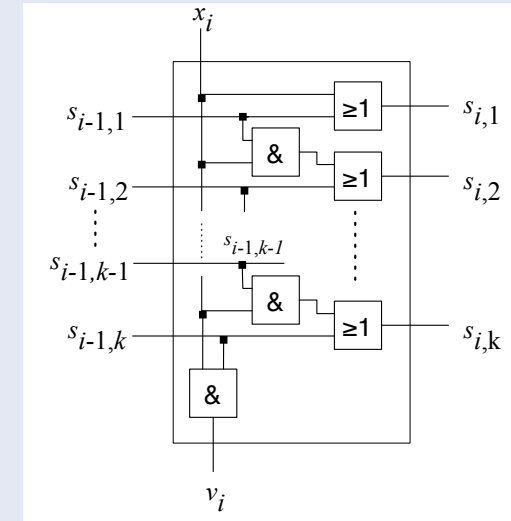 x_i
≥1
s_{i-1,1}
s_{i,1}
&
≥1
s_{i-1,2}
s_{i,2}
s_{i-1,k-1}
s_{i-1,k-1}
&
≥1
s_{i-1,k}
s_{i,k}
&
v_i